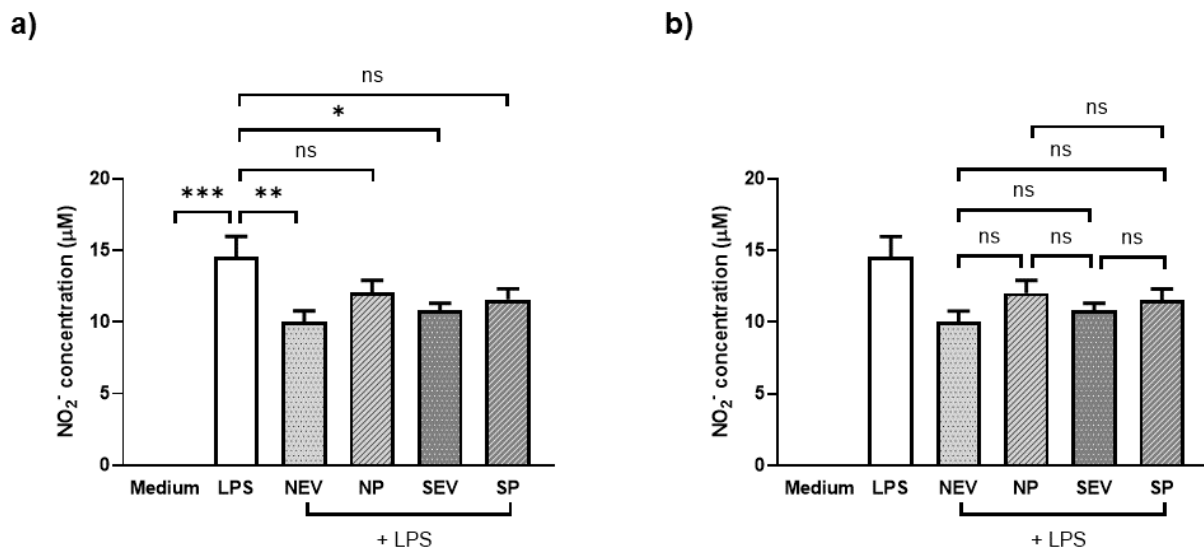 a)
ns
*
ns
*** **
NO₂⁻ concentration (µM)
20
15
10
5
0
Medium LPS NEV NP SEV SP
+ LPS
b)
ns
ns
ns
ns ns ns
NO₂⁻ concentration (µM)
20
15
10
5
0
Medium LPS NEV NP SEV SP
+ LPS